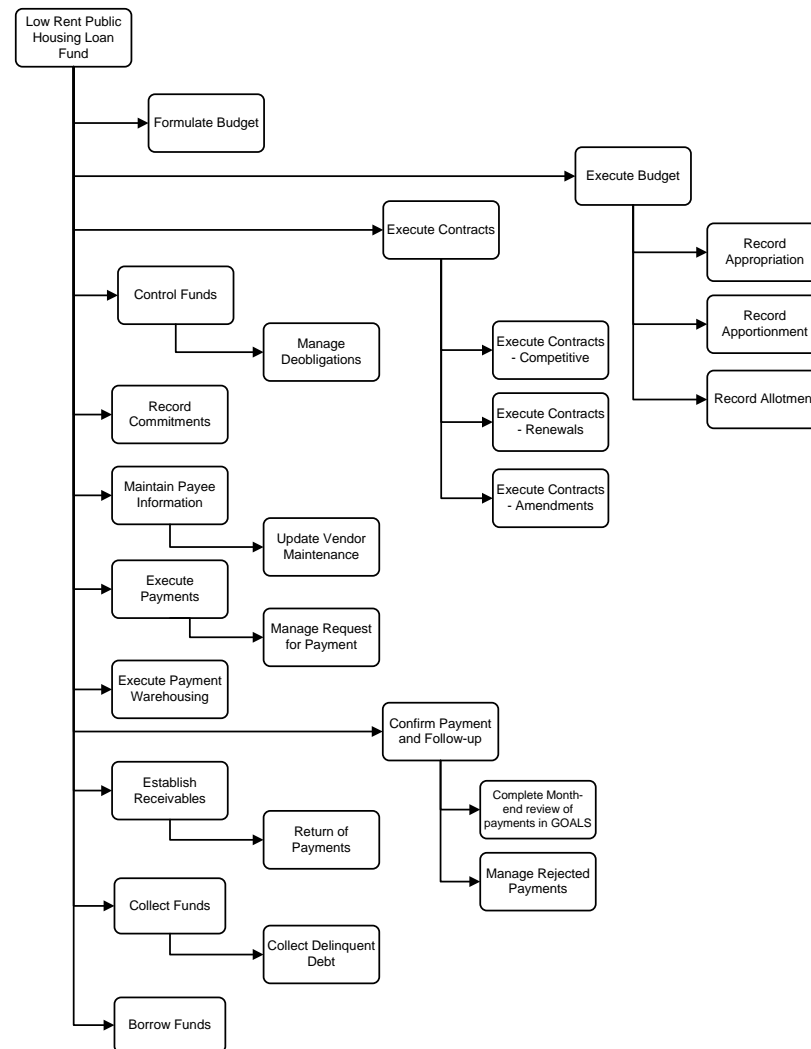 Low Rent Public
Housing Loan
Fund
Formulate Budget
Execute Budget
Execute Contracts
Record
Appropriation
Control Funds
Record
Apportionment
Manage
Deobligations
Execute Contracts
- Competitive
Record Allotmen
Record
Commitments
Execute Contracts
- Renewals
Maintain Payee
Information
Execute Contracts
- Amendments
Update Vendor
Maintenance
Execute
Payments
Manage Request
for Payment
Execute Payment
Warehousing
Confirm Payment
and Follow-up
Establish
Receivables
Complete Month-
end review of
payments in GOALS
Return of
Payments
Manage Rejected
Payments
Collect Funds
Collect Delinquent
Debt
Borrow Funds